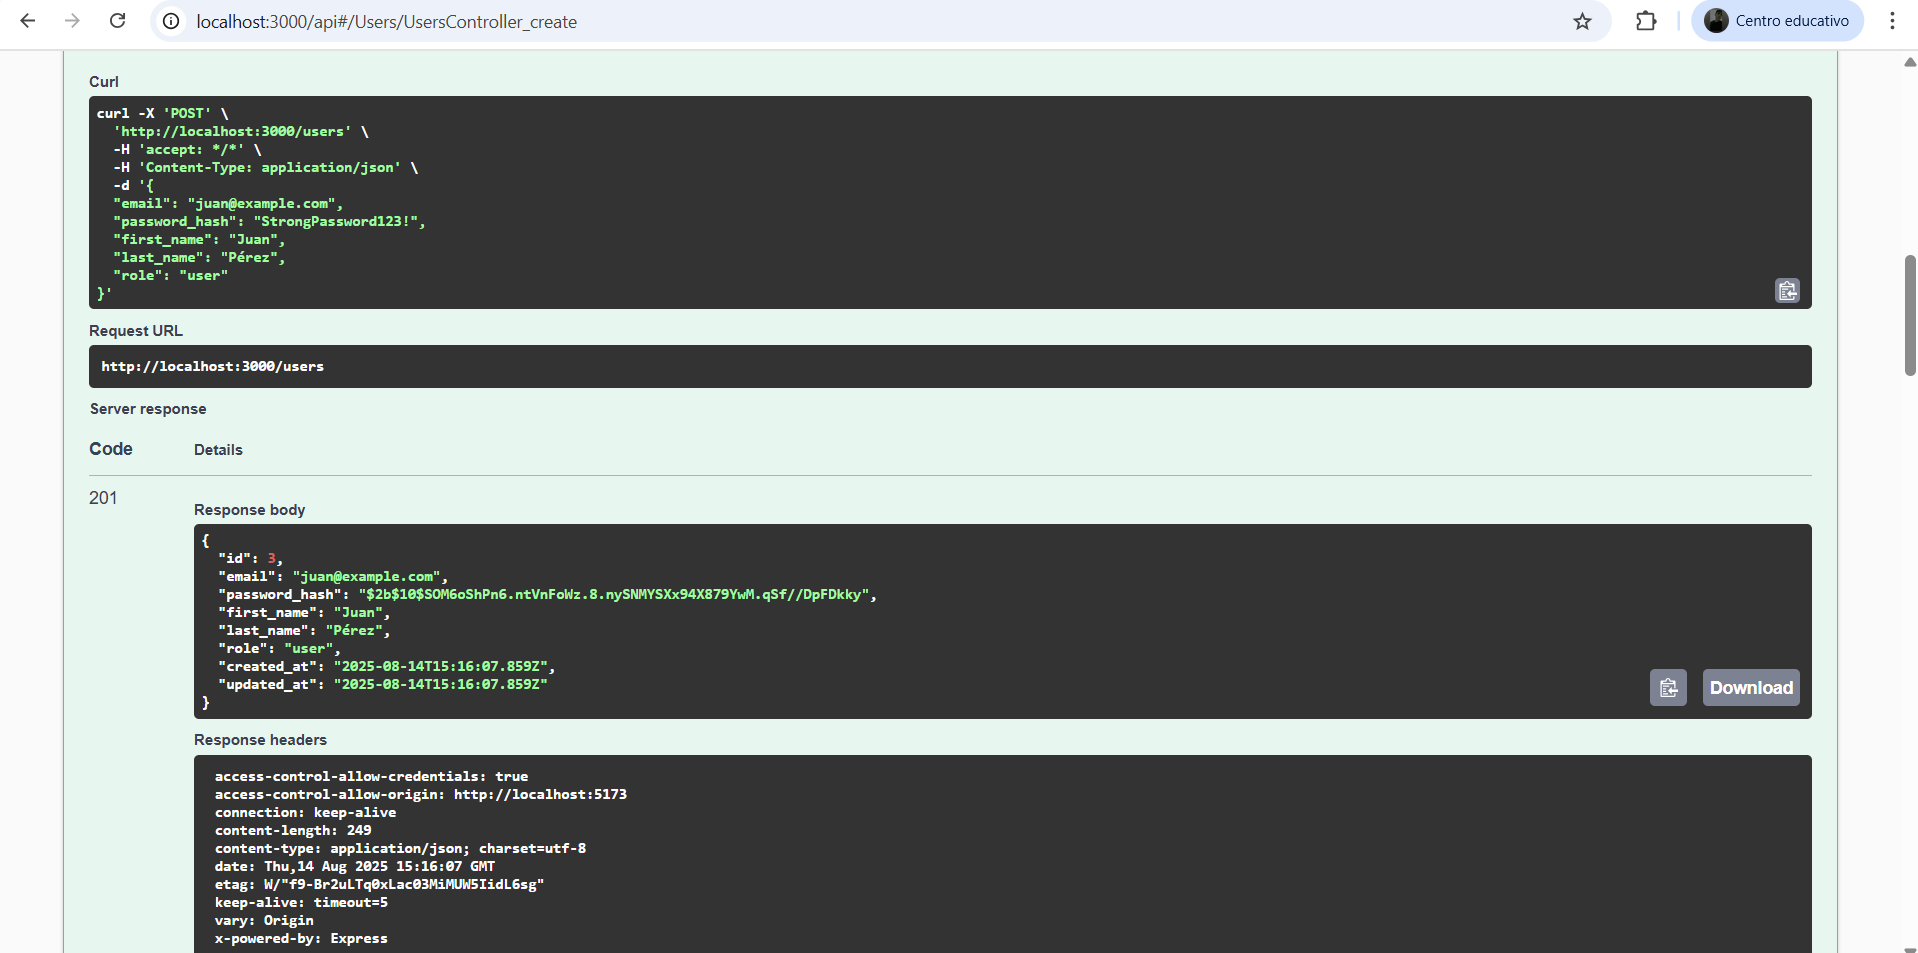 localhost:3000/api#/Users/UsersController_create
Centro educativo
Curl
curl -X 'POST' \
  'http://localhost:3000/users' \
  -H 'accept: */*' \
  -H 'Content-Type: application/json' \
  -d '{
  "email": "juan@example.com",
  "password_hash": "StrongPassword123!",
  "first_name": "Juan",
  "last_name": "Pérez",
  "role": "user"
}'
Request URL
http://localhost:3000/users
Server response
Code Details
201
Response body
{
  "id": 3,
  "email": "juan@example.com",
  "password_hash": "$2b$10$SOM6oShPn6.ntVnFoWz.8.nySNMYSXx94X879YwM.qSf//DpFDkky",
  "first_name": "Juan",
  "last_name": "Pérez",
  "role": "user",
  "created_at": "2025-08-14T15:16:07.859Z",
  "updated_at": "2025-08-14T15:16:07.859Z"
}
Download
Response headers
access-control-allow-credentials: true
access-control-allow-origin: http://localhost:5173
connection: keep-alive
content-length: 249
content-type: application/json; charset=utf-8
date: Thu,14 Aug 2025 15:16:07 GMT
etag: W/"f9-Br2uLTq0xLac03MiMUW5IidL6sg"
keep-alive: timeout=5
vary: Origin
x-powered-by: Express